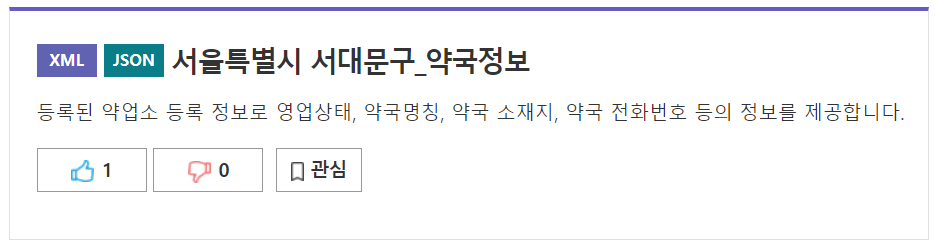 XML JSON 서울특별시 서대문구_약국정보
등록된 약업소 등록 정보로 영업상태, 약국명칭, 약국 소재지, 약국 전화번호 등의 정보를 제공합니다.
1 0 관심